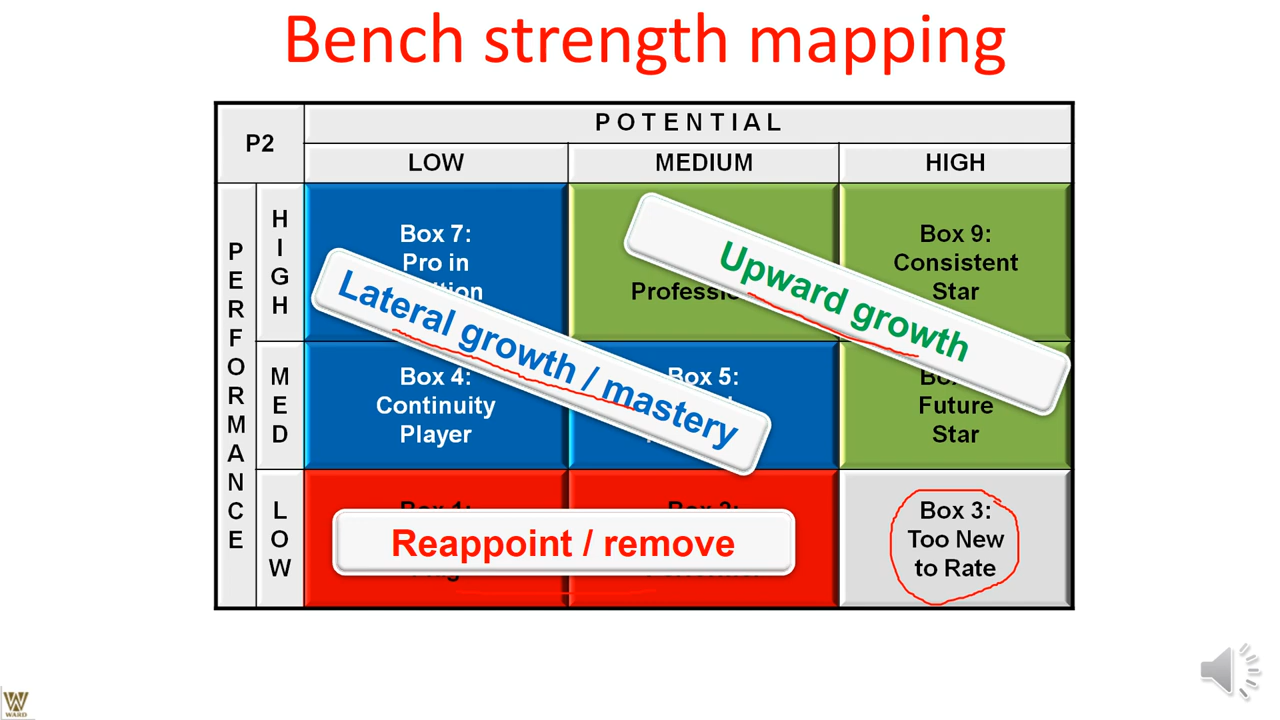 Bench strength mapping
P2
POTENTIAL
LOW
MEDIUM
HIGH
PERFORMANCE
HIGH
MED
LOW
Box 7:
Pro in
Box 9:
Consistent
Star
Upward growth
Lateral growth / mastery
Box 4:
Continuity
Player
Box 5:
Future
Star
Reappoint / remove
Box 3:
Too New
to Rate
WARD